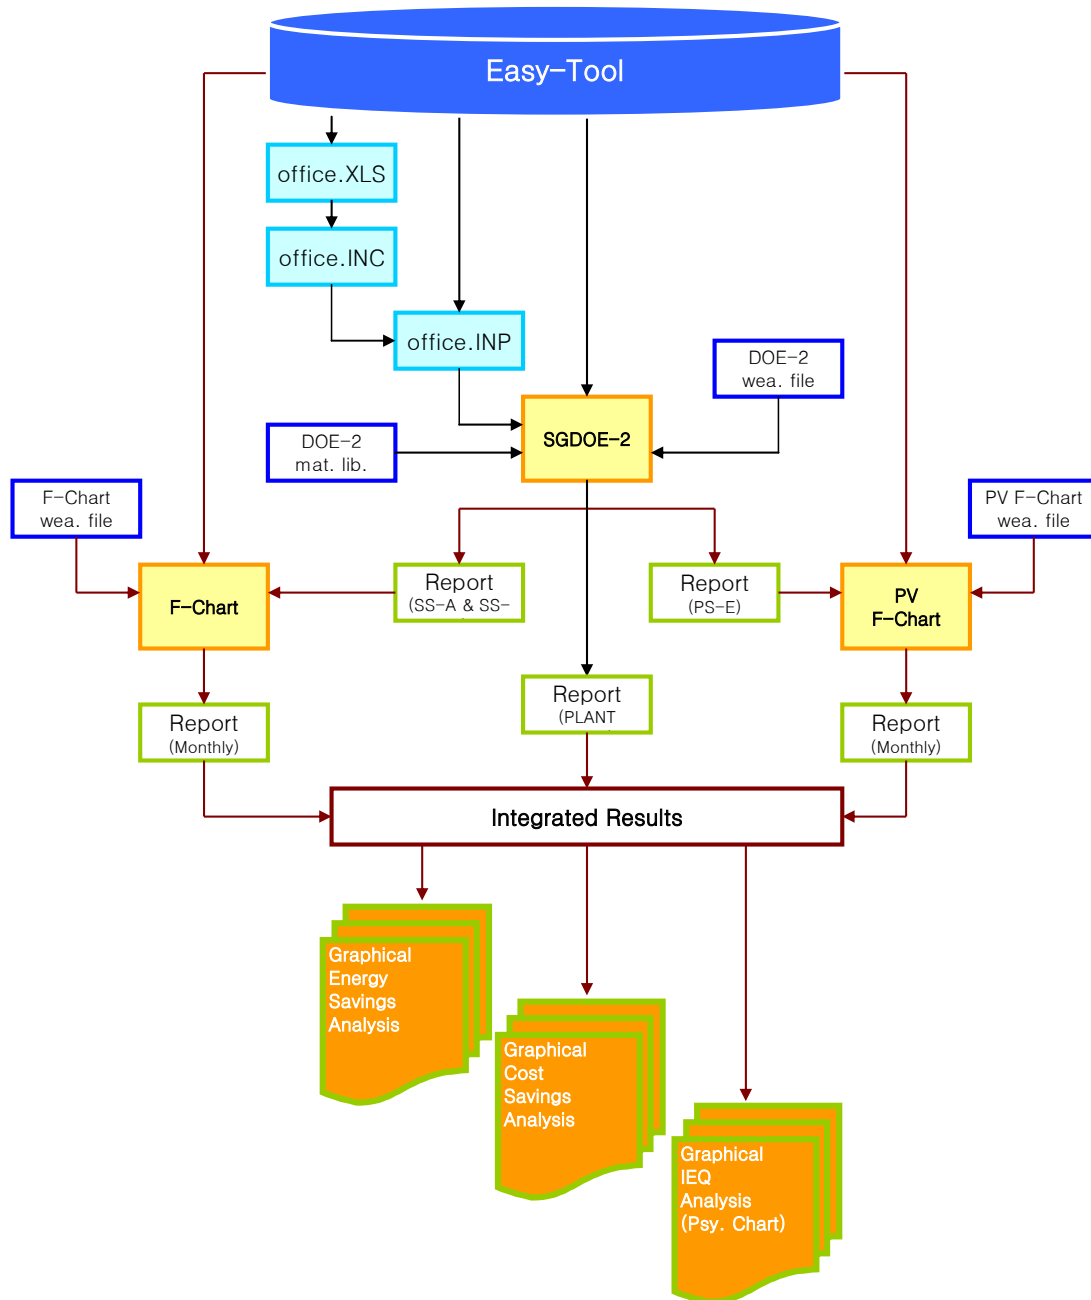 Easy-Tool
office.XLS
office.INC
office.INP
DOE-2
wea. file
SGDOE-2
DOE-2
mat. lib.
F-Chart
wea. file
PV F-Chart
wea. file
F-Chart
Report
(SS-A & SS-
Report
(PS-E)
PV
F-Chart
Report
(PLANT
Report
(Monthly)
Report
(Monthly)
Integrated Results
Graphical
Energy
Savings
Analysis
Graphical
Cost
Savings
Analysis
Graphical
IEQ
Analysis
(Psy. Chart)